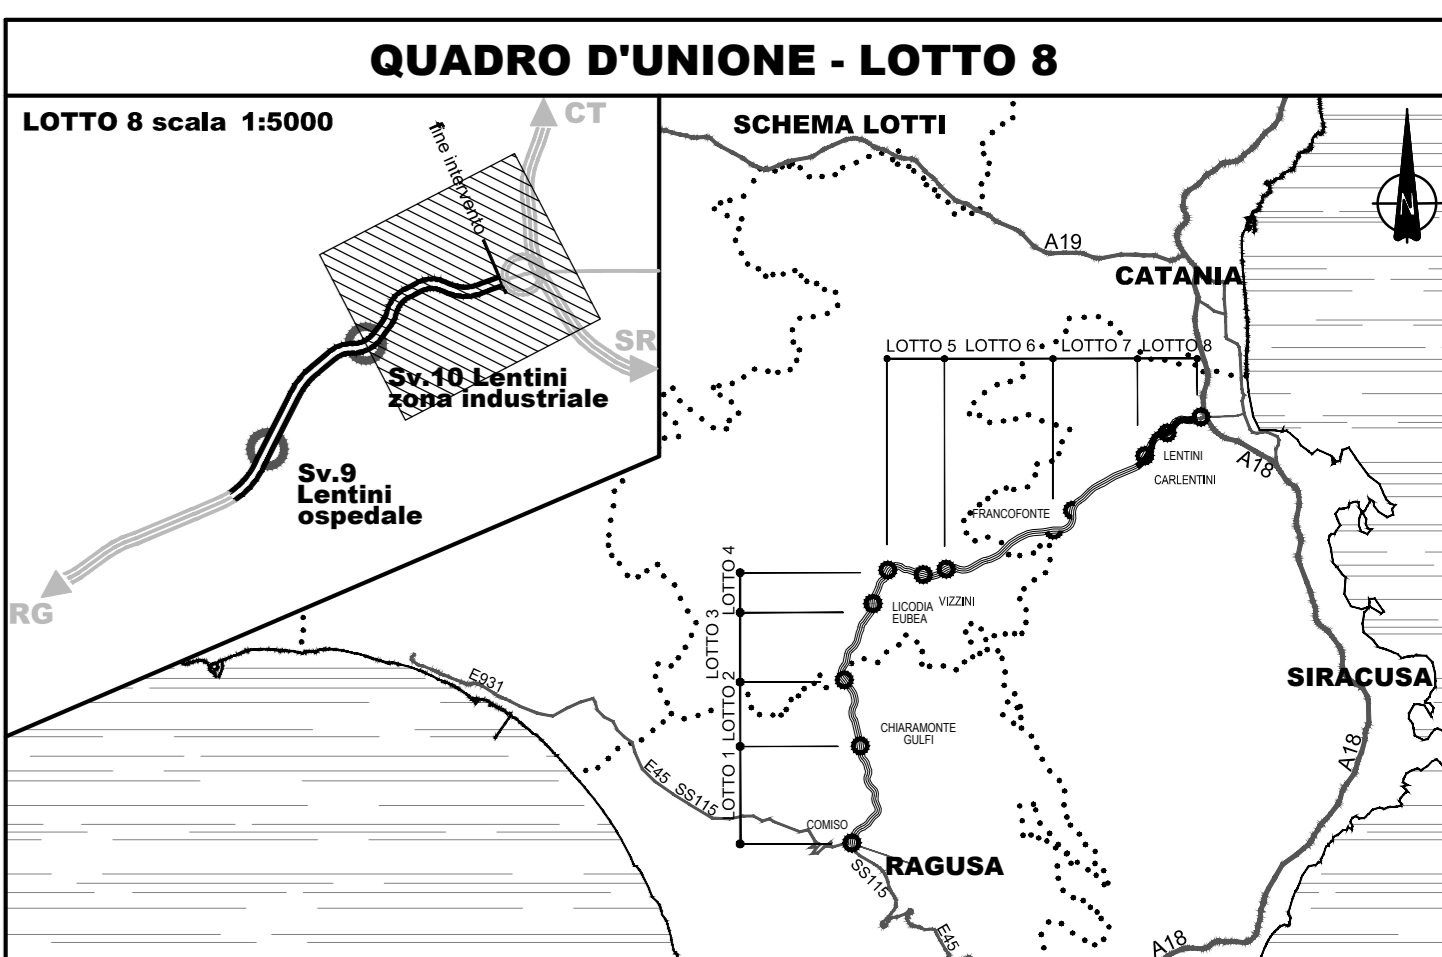 QUADRO D'UNIONE - LOTTO 8
LOTTO 8 scala 1:5000
CT
fine intervento
SR
Sv.10 Lentini
zona industriale
Sv.9
Lentini
ospedale
RG
SCHEMA LOTTI
N
A19
CATANIA
LOTTO 5
LOTTO 6
LOTTO 7
LOTTO 8
A18
LENTINI
CARLENTINI
FRANCOFONTE
LOTTO 4
LOTTO 3
LOTTO 2
LOTTO 1
LICODIA
EUBEA
VIZZINI
SIRACUSA
E931
CHIARAMONTE
GULFI
A18
E45 SS115
COMISO
RAGUSA
SS115
E45
A18